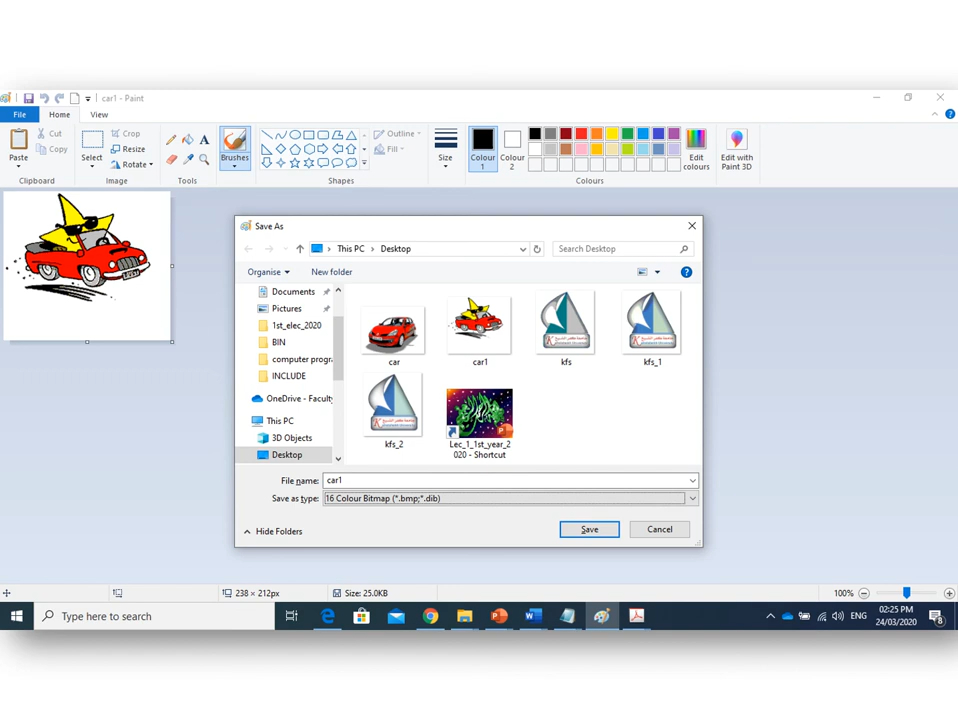 car1 - Paint
File Home View
Paste Cut Copy Clipboard
Select Crop Resize Rotate Image
Tools
Brushes
Outline Fill Shapes
Size
Colour 1
Colour 2
Colours
Edit colours
Edit with Paint 3D
Save As
This PC Desktop
Search Desktop
Organise New folder
Documents
Pictures
1st_elec_2020
BIN
computer progra
INCLUDE
OneDrive - Faculty
This PC
3D Objects
Desktop
car car1 kfs kfs_1
kfs_2 Lec_1_1st_year_2
020 - Shortcut
File name: car1
Save as type: 16 Colour Bitmap (*.bmp;*.dib)
Hide Folders Save Cancel
238 × 212px Size: 25.0KB 100%
Type here to search
ENG 02:25 PM
24/03/2020
8